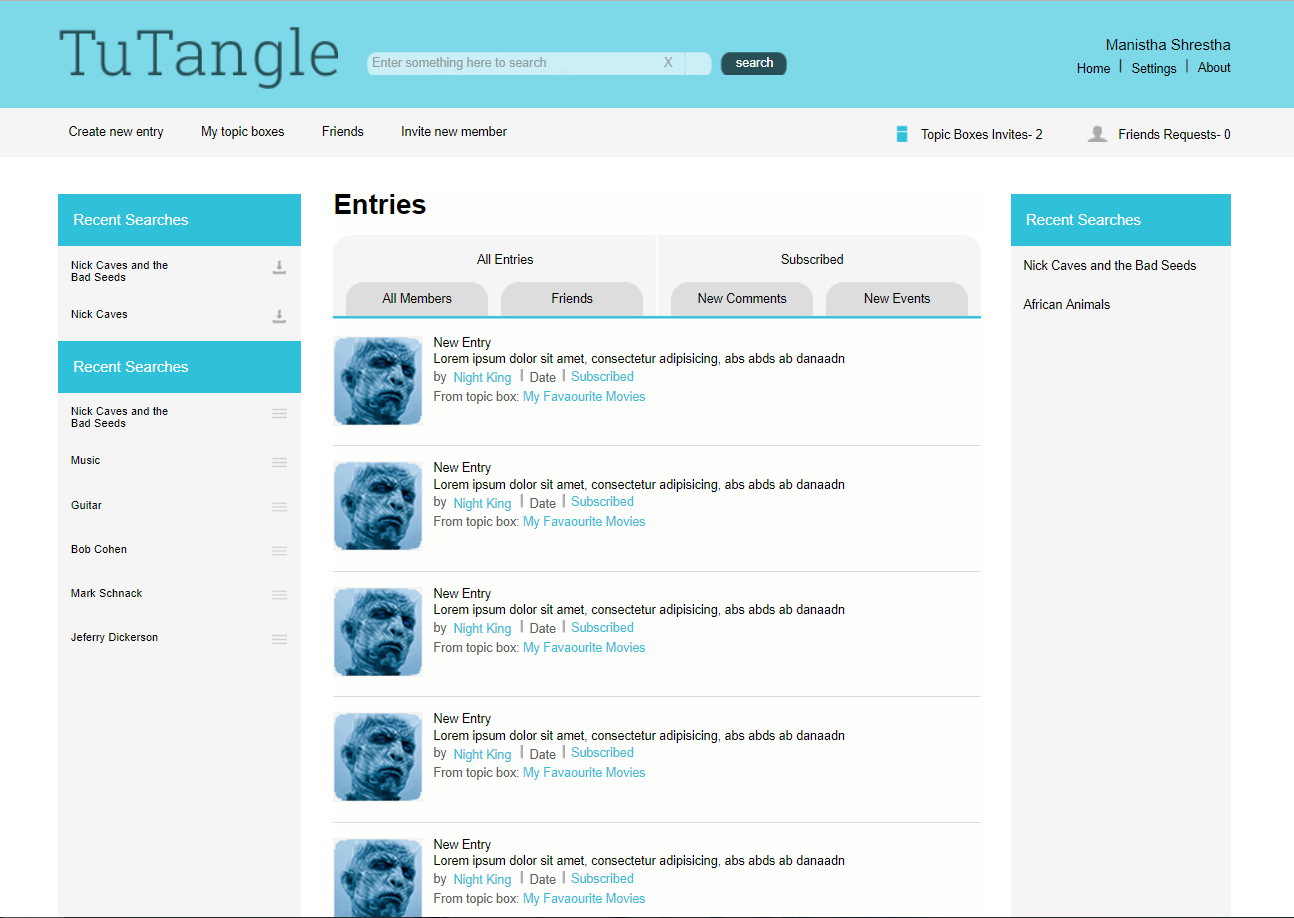 TuTangle
Enter something here to search X
search
Manistha Shrestha
Home | Settings | About
Create new entry
My topic boxes
Friends
Invite new member
Topic Boxes Invites- 2
Friends Requests- 0
Recent Searches
Nick Caves and the
Bad Seeds
Nick Caves
Recent Searches
Nick Caves and the
Bad Seeds
Music
Guitar
Bob Cohen
Mark Schnack
Jeferry Dickerson
Entries
All Entries
Subscribed
All Members
Friends
New Comments
New Events
New Entry
Lorem ipsum dolor sit amet, consectetur adipisicing, abs abds ab danaadn
by Night King | Date | Subscribed
From topic box: My Favaourite Movies
New Entry
Lorem ipsum dolor sit amet, consectetur adipisicing, abs abds ab danaadn
by Night King | Date | Subscribed
From topic box: My Favaourite Movies
New Entry
Lorem ipsum dolor sit amet, consectetur adipisicing, abs abds ab danaadn
by Night King | Date | Subscribed
From topic box: My Favaourite Movies
New Entry
Lorem ipsum dolor sit amet, consectetur adipisicing, abs abds ab danaadn
by Night King | Date | Subscribed
From topic box: My Favaourite Movies
New Entry
Lorem ipsum dolor sit amet, consectetur adipisicing, abs abds ab danaadn
by Night King | Date | Subscribed
From topic box: My Favaourite Movies
Recent Searches
Nick Caves and the Bad Seeds
African Animals